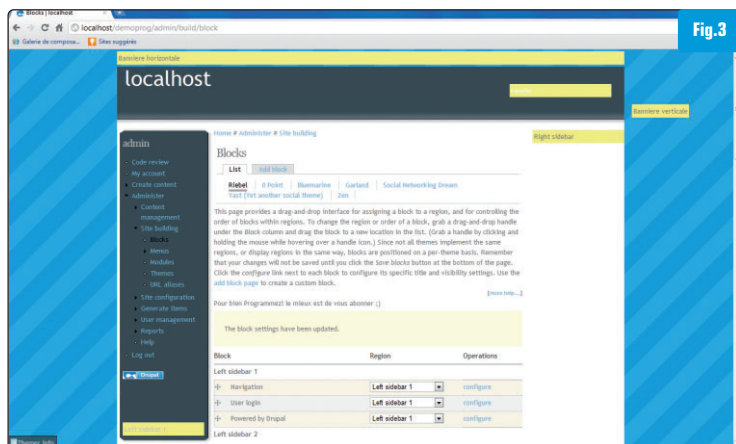 Blocks | localhost
Fig.3
localhost/demoprog/admin/build/block
Galerie de composa...
Sites suggérés
Banniere horizontale
localhost
Banniere verticale
Home # Administer # Site building
Right sidebar
admin
Blocks
Code review
List
Add block
My account
Create content
Riebel
0 Point
Bluemarine
Garland
Social Networking Dream
Administer
Yast (Yet another social theme)
Jen
Content
management
This page provides a drag-and-drop interface for assigning a block to a region, and for controlling the
order of blocks within regions. To change the region or order of a block, grab a drag-and-drop handle
Site building
under the Block column and drag the block to a new location in the list. (Grab a handle by clicking and
Blocks
holding the mouse while hovering over a handle icon.) Since not all themes implement the same
Menus
regions, or display regions in the same way, blocks are positioned on a per-theme basis. Remember
Modules
that your changes will not be saved until you click the Save blocks button at the bottom of the page.
Themes
Click the configure link next to each block to configure its specific title and visibility settings. Use the
URL aliases
add block page to create a custom block.
Site configuration
[more help...]
Generate items
Pour bien Programmez! le mieux est de vous abonner ;)
User management
Reports
The block settings have been updated.
Help
Log out
Block
Region
Operations
Left sidebar 1
Drupal
Navigation
Left sidebar 1
configure
User login
Left sidebar 1
configure
Powered by Drupal
Left sidebar 1
configure
Left sidebar 1
Left sidebar 2
Themer info